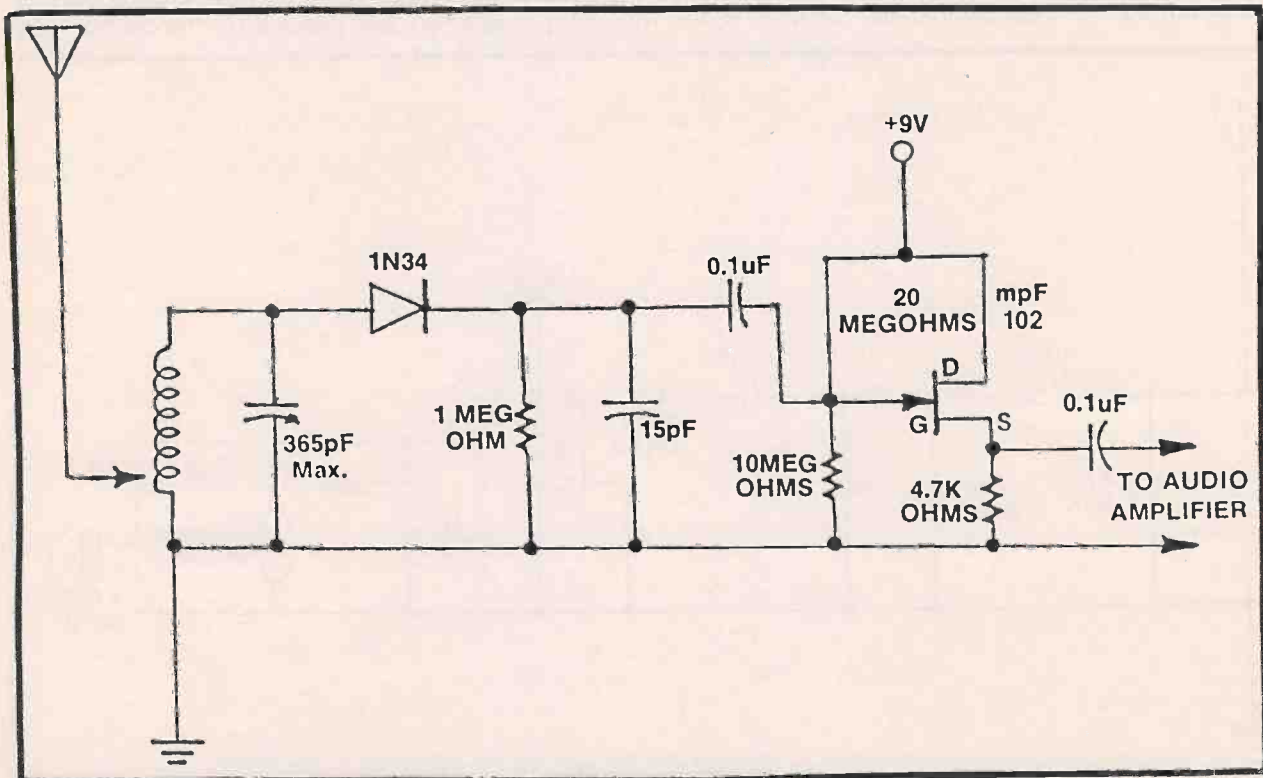 +9V
1N34
0.1uF
20
MEGOHMS
mpF
102
D
G
S
0.1uF
365pF
Max.
1 MEG
OHM
15pF
10MEG
OHMS
4.7K
OHMS
TO AUDIO
AMPLIFIER